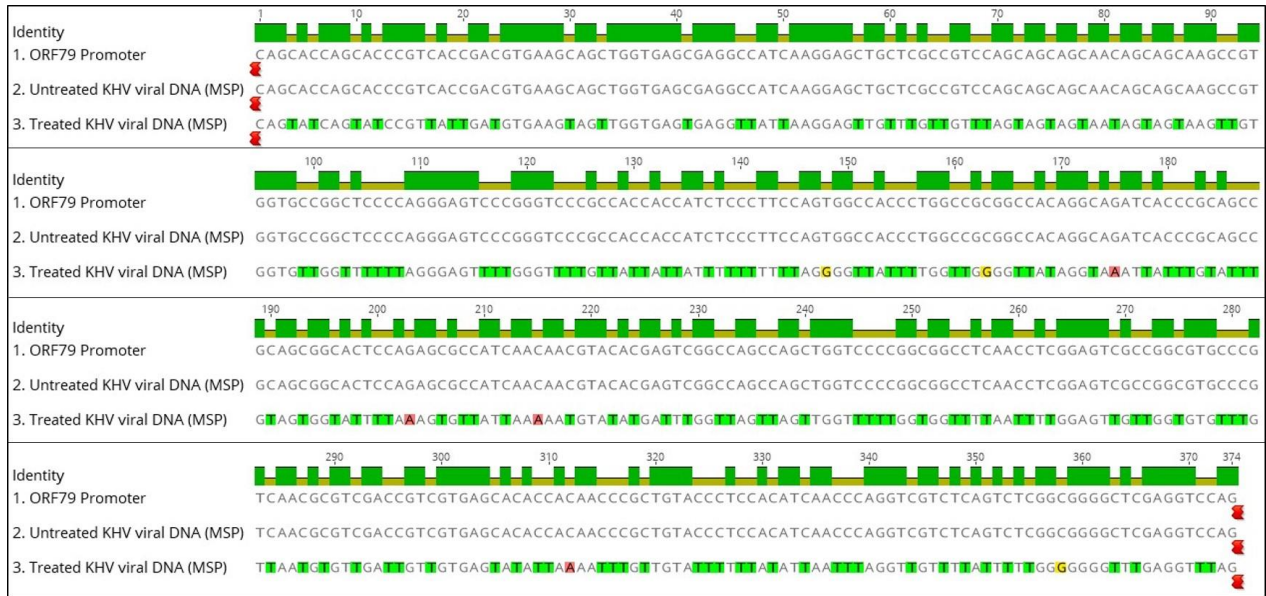 1 10 20 30 40 50 60 70 80 90
Identity
1. ORF79 Promoter CAGCACCAGCACCCGTCACCGACGTGAAGCAGCTGGTGAGCGAGGCCATCAAGGAGCTGCTCGCCGTCCAGCAGCAGCAACAGCAGCAAGCCGT
2. Untreated KHV viral DNA (MSP) CAGCACCAGCACCCGTCACCGACGTGAAGCAGCTGGTGAGCGAGGCCATCAAGGAGCTGCTCGCCGTCCAGCAGCAGCAACAGCAGCAAGCCGT
3. Treated KHV viral DNA (MSP) CAGTATCAGTATCCGTTATTGATGTGAAGTAGTTGGTGAGTGAGGTTATTAAGGAGTTGTTTGTTGTTTAGTAGTAGTAATAGTAGTAAGTTGT
100 110 120 130 140 150 160 170 180
Identity
1. ORF79 Promoter GGTGCCGGCTCCCCAGGGAGTCCCGGGTCCCGCCACCACCATCTCCCTTCCAGTGGCCACCCTGGCCGCGGCCACAGGCAGATCACCCGCAGCC
2. Untreated KHV viral DNA (MSP) GGTGCCGGCTCCCCAGGGAGTCCCGGGTCCCGCCACCACCATCTCCCTTCCAGTGGCCACCCTGGCCGCGGCCACAGGCAGATCACCCGCAGCC
3. Treated KHV viral DNA (MSP) GGTGTTGGTTTTTTAGGGAGTTTTGGGTTTTGTTATTATTATTTTTTTTTTAGGGGTTATTTTGGTTGGGGTTATAGGTAAATTATTTGTATTT
190 200 210 220 230 240 250 260 270 280
Identity
1. ORF79 Promoter GCAGCGGCACTCCAGAGCGCCATCAACAACGTACACGAGTCGGCCAGCCAGCTGGTCCCCGGCGGCCTCAACCTCGGAGTCGCCGGCGTGCCCG
2. Untreated KHV viral DNA (MSP) GCAGCGGCACTCCAGAGCGCCATCAACAACGTACACGAGTCGGCCAGCCAGCTGGTCCCCGGCGGCCTCAACCTCGGAGTCGCCGGCGTGCCCG
3. Treated KHV viral DNA (MSP) GTAGTGGTATTTTAAAGTGTTATTAAAAATGTATATGATTTGGTTAGTTAGTTGGTTTTTGGTGGTTTTAATTTTGGAGTTGTTGGTGTGTTTG
290 300 310 320 330 340 350 360 370 374
Identity
1. ORF79 Promoter TCAACGCGTCGACCGTCGTGAGCACACCACAACCCGCTGTACCCTCCACATCAACCCAGGTCGTCTCAGTCTCGGCGGGGCTCGAGGTCCAG
2. Untreated KHV viral DNA (MSP) TCAACGCGTCGACCGTCGTGAGCACACCACAACCCGCTGTACCCTCCACATCAACCCAGGTCGTCTCAGTCTCGGCGGGGCTCGAGGTCCAG
3. Treated KHV viral DNA (MSP) TTAATGTGTTGATTGTTGTGAGTATATTAAAATTTGTTGTATTTTTTATATTAATTTAGGTTGTTTTATTTTTGGGGGGGTTTGAGGTTTAG